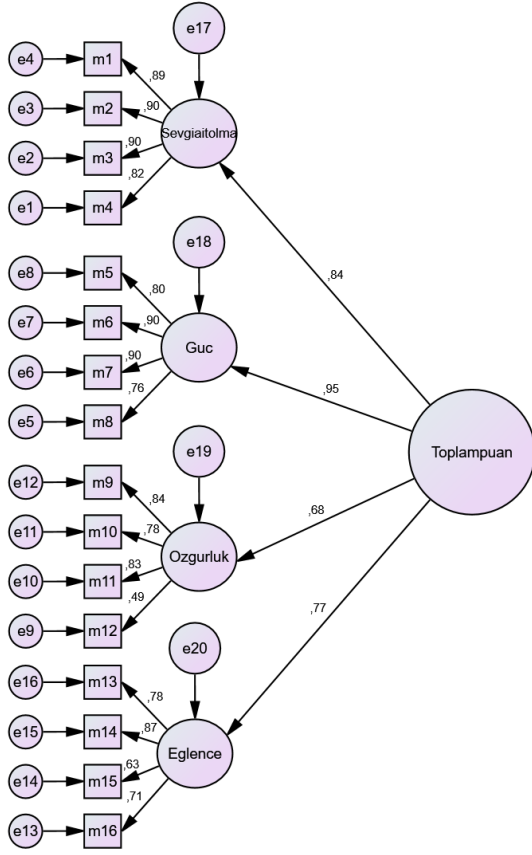 e17
e4
m1
,89
e3
m2
,90
Sevgiaitolma
e2
m3
,90
e1
m4
,82
e18
e8
m5
,80
e7
m6
,90
Guc
e6
m7
,90
e5
m8
,76
,84
,95
Toplampuan
,68
,77
e19
e12
m9
,84
e11
m10
,78
Ozgurluk
e10
m11
,83
e9
m12
,49
e20
e16
m13
,78
e15
m14
,87
Eglence
e14
m15
,63
e13
m16
,71